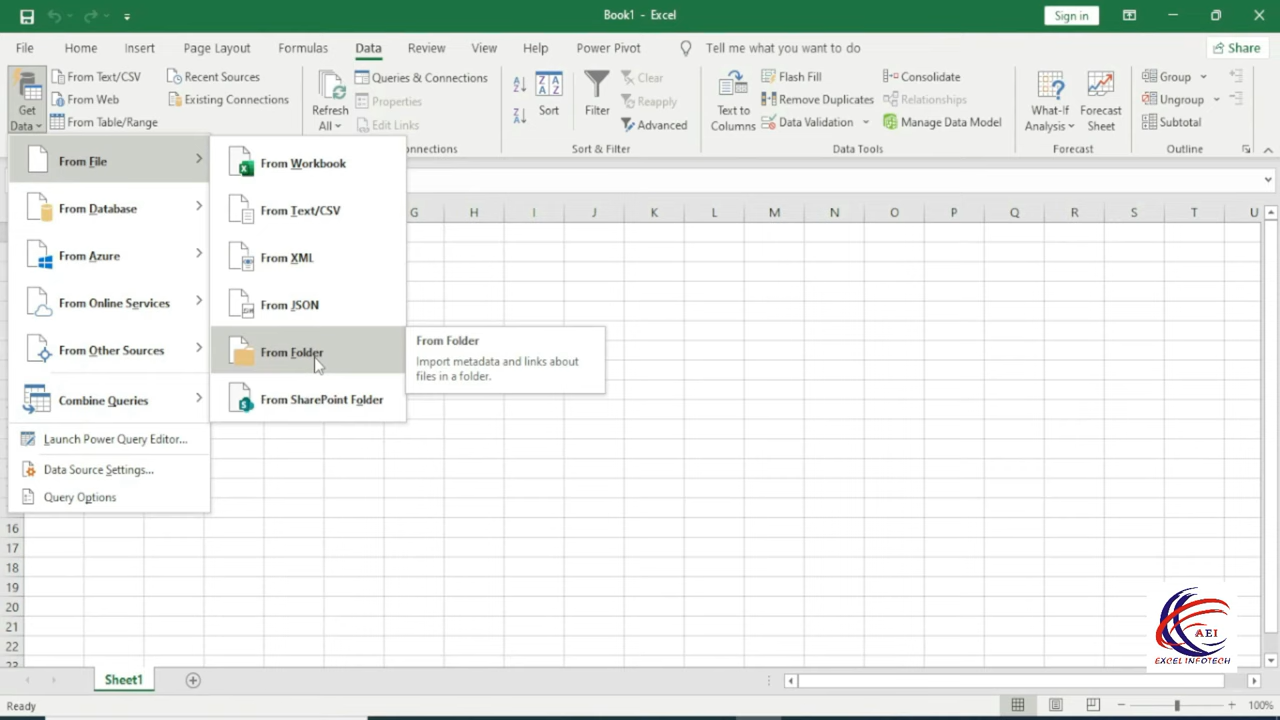 Book1 - Excel
Sign in
File Home Insert Page Layout Formulas Data Review View Help Power Pivot Tell me what you want to do Share
Get Data
From Text/CSV
From Web
From Table/Range
Recent Sources
Existing Connections
Refresh All
Queries & Connections
Properties
Edit Links
Sort
Filter
Clear
Reapply
Advanced
Text to Columns
Flash Fill
Remove Duplicates
Data Validation
Consolidate
Relationships
Manage Data Model
What-If Analysis
Forecast Sheet
Group
Ungroup
Subtotal
onnections
Sort & Filter
Data Tools
Forecast
Outline
From File
From Database
From Azure
From Online Services
From Other Sources
Combine Queries
Launch Power Query Editor...
Data Source Settings...
Query Options
From Workbook
From Text/CSV
From XML
From JSON
From Folder
From SharePoint Folder
From Folder
Import metadata and links about
files in a folder.
G H I J K L M N O P Q R S T U
16
17
18
19
20
21
22
23
AEI
EXCEL INFOTECH
Sheet1
Ready
100%